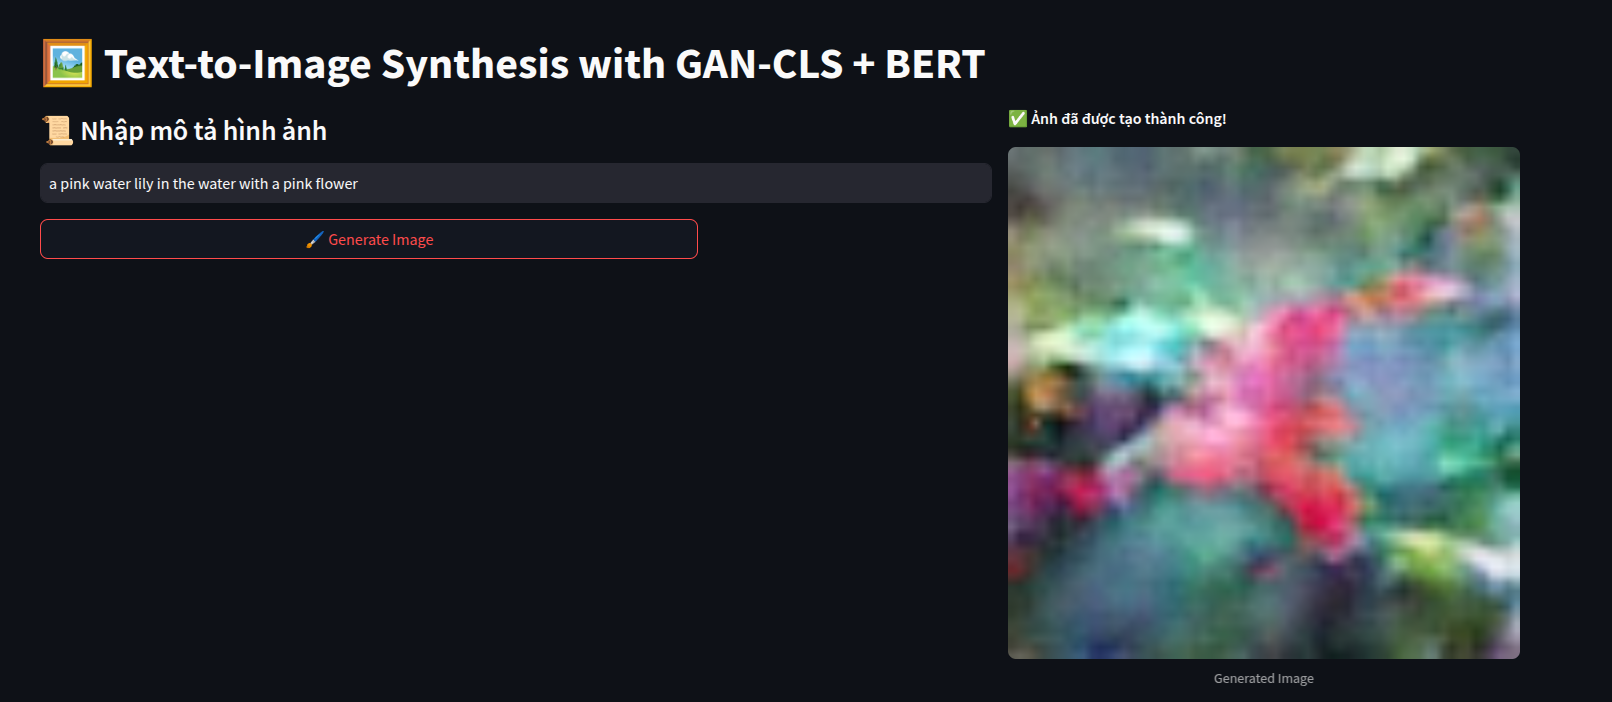 Text-to-Image Synthesis with GAN-CLS + BERT
Nhập mô tả hình ảnh
a pink water lily in the water with a pink flower
Generate Image
Ảnh đã được tạo thành công!
Generated Image